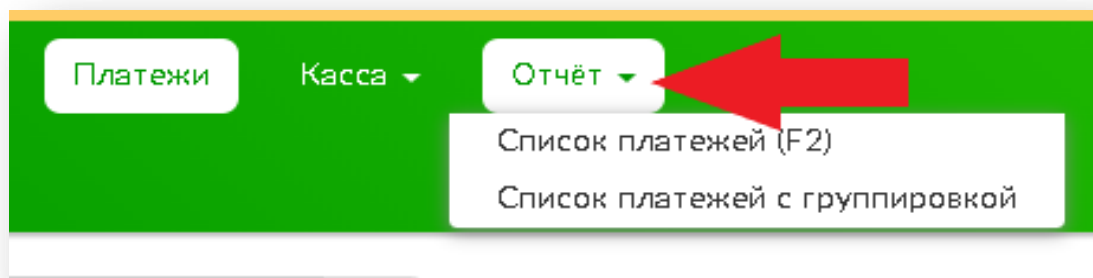 Платежи Касса Отчёт
Список платежей (F2)
Список платежей с группировкой